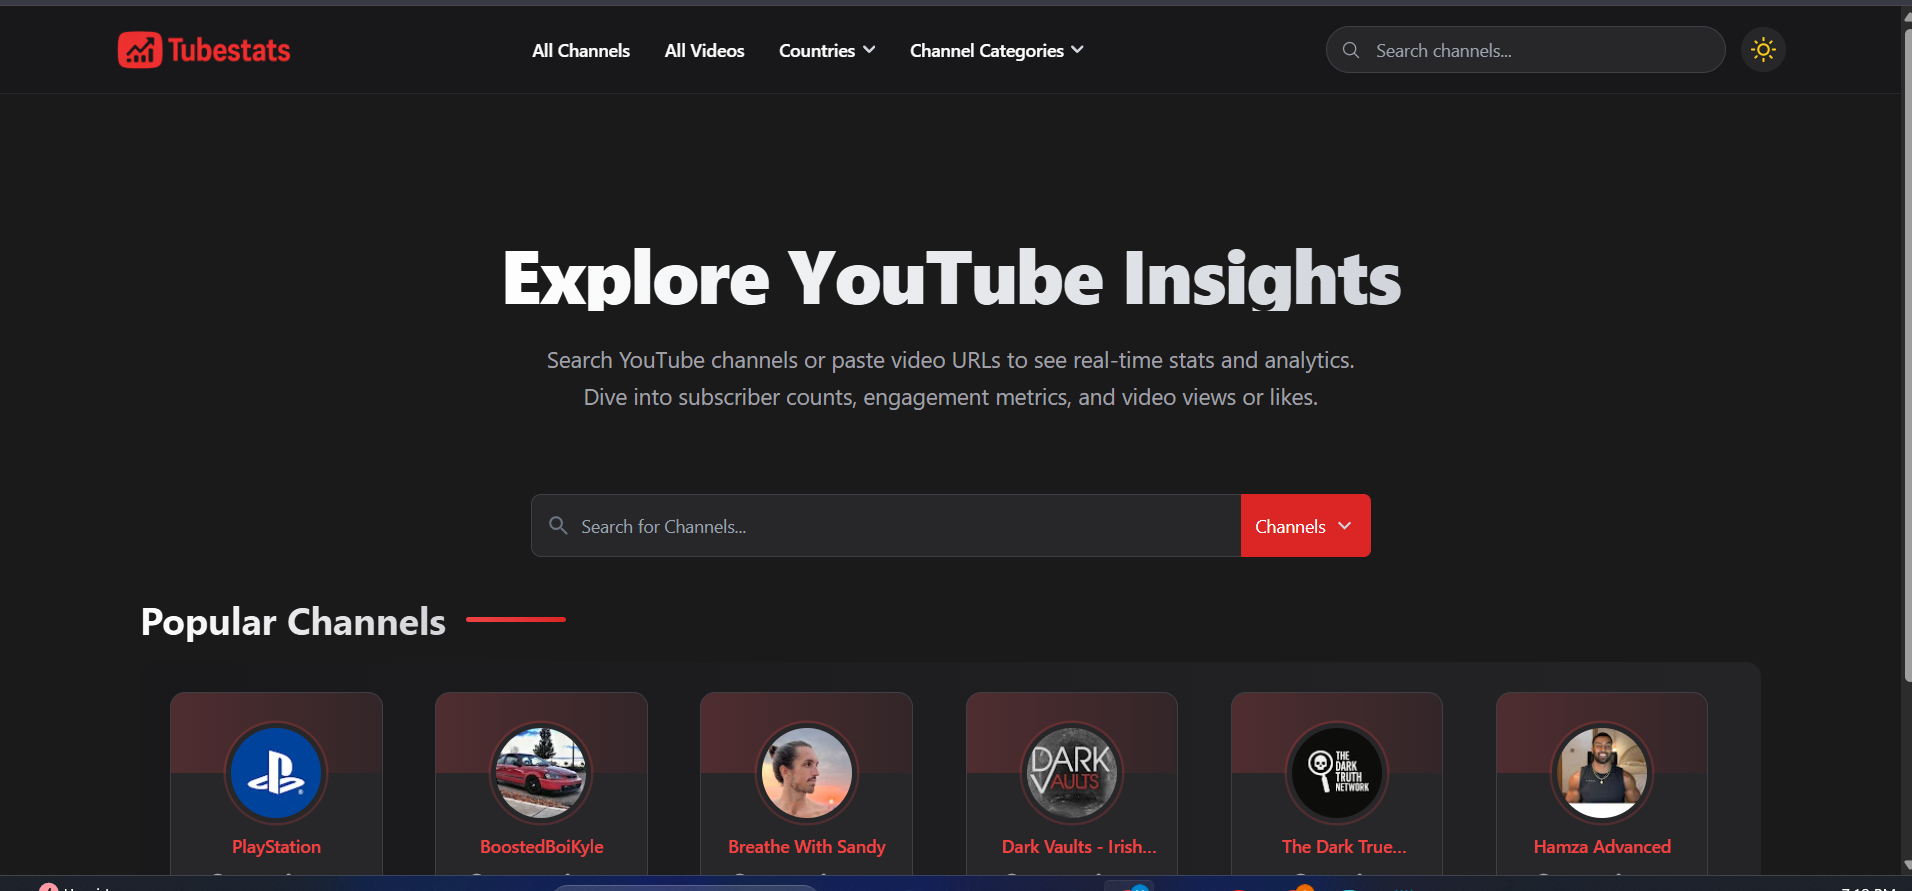 Tubestats
All Channels
All Videos
Countries
Channel Categories
Search channels...
Explore YouTube Insights
Search YouTube channels or paste video URLs to see real-time stats and analytics.
Dive into subscriber counts, engagement metrics, and video views or likes.
Search for Channels...
Channels
Popular Channels
DARK
VAULTS
THE
DARK
TRUTH
NETWORK
PlayStation
BoostedBoiKyle
Breathe With Sandy
Dark Vaults - Irish...
The Dark True...
Hamza Advanced